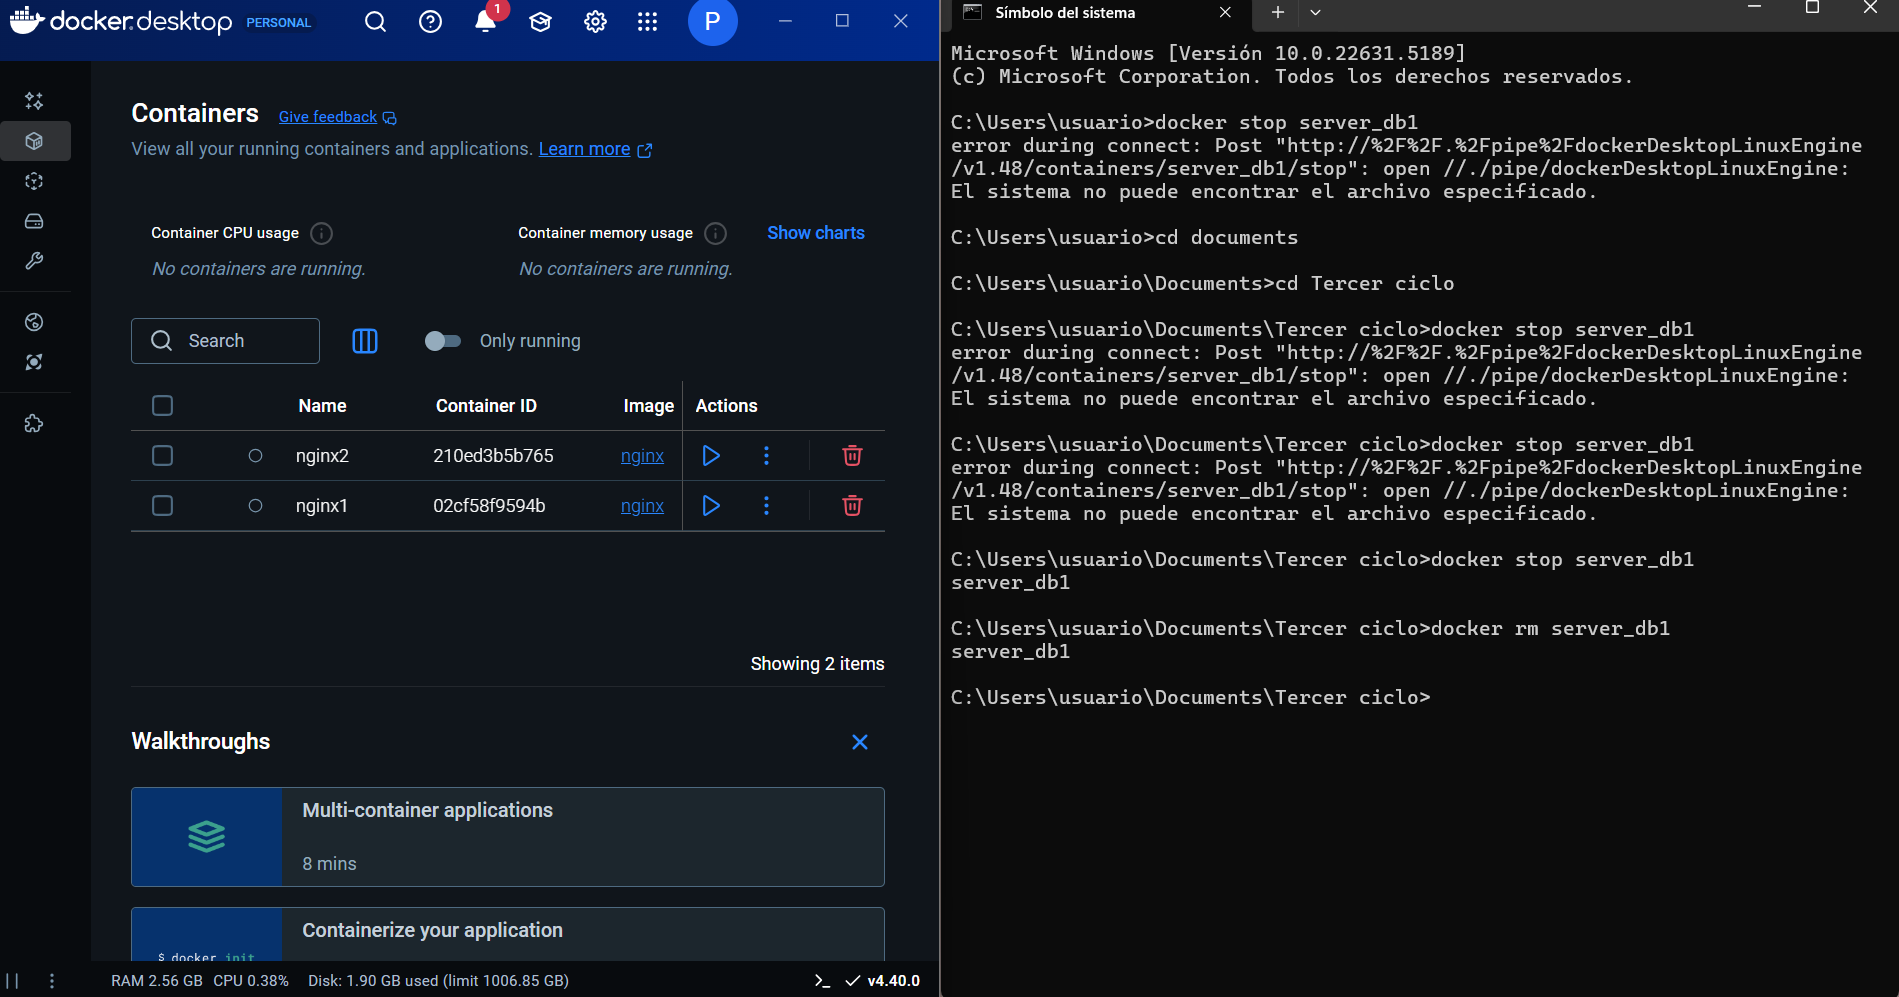 docker.desktop PERSONAL
1
P
Containers Give feedback
View all your running containers and applications. Learn more
Container CPU usage
No containers are running.
Container memory usage
No containers are running.
Show charts
Search
Only running
Name Container ID Image Actions
nginx2 210ed3b5b765 nginx
nginx1 02cf58f9594b nginx
Showing 2 items
Walkthroughs
Multi-container applications
8 mins
Containerize your application
$ docker init
RAM 2.56 GB CPU 0.38% Disk: 1.90 GB used (limit 1006.85 GB)
v4.40.0
Símbolo del sistema
Microsoft Windows [Versión 10.0.22631.5189]
(c) Microsoft Corporation. Todos los derechos reservados.
C:\Users\usuario>docker stop server_db1
error during connect: Post "http://%2F%2F.%2Fpipe%2FdockerDesktopLinuxEngine
/v1.48/containers/server_db1/stop": open //./pipe/dockerDesktopLinuxEngine:
El sistema no puede encontrar el archivo especificado.
C:\Users\usuario>cd documents
C:\Users\usuario\Documents>cd Tercer ciclo
C:\Users\usuario\Documents\Tercer ciclo>docker stop server_db1
error during connect: Post "http://%2F%2F.%2Fpipe%2FdockerDesktopLinuxEngine
/v1.48/containers/server_db1/stop": open //./pipe/dockerDesktopLinuxEngine:
El sistema no puede encontrar el archivo especificado.
C:\Users\usuario\Documents\Tercer ciclo>docker stop server_db1
error during connect: Post "http://%2F%2F.%2Fpipe%2FdockerDesktopLinuxEngine
/v1.48/containers/server_db1/stop": open //./pipe/dockerDesktopLinuxEngine:
El sistema no puede encontrar el archivo especificado.
C:\Users\usuario\Documents\Tercer ciclo>docker stop server_db1
server_db1
C:\Users\usuario\Documents\Tercer ciclo>docker rm server_db1
server_db1
C:\Users\usuario\Documents\Tercer ciclo>